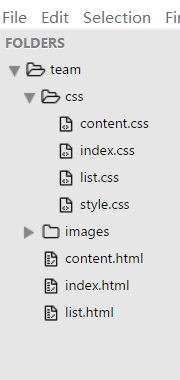 File Edit Selection Fi
FOLDERS
team
css
content.css
index.css
list.css
style.css
images
content.html
index.html
list.html